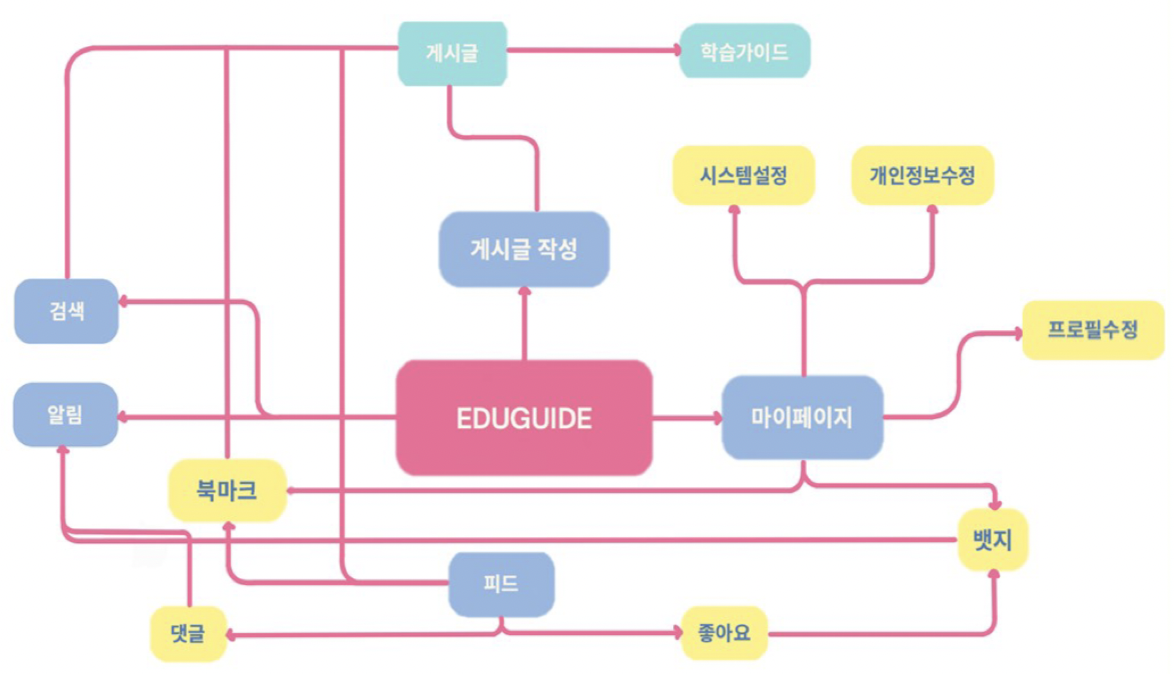 게시글
학습가이드
시스템설정
개인정보수정
게시글 작성
검색
프로필수정
알림
EDUGUIDE
마이페이지
북마크
뱃지
피드
댓글
좋아요